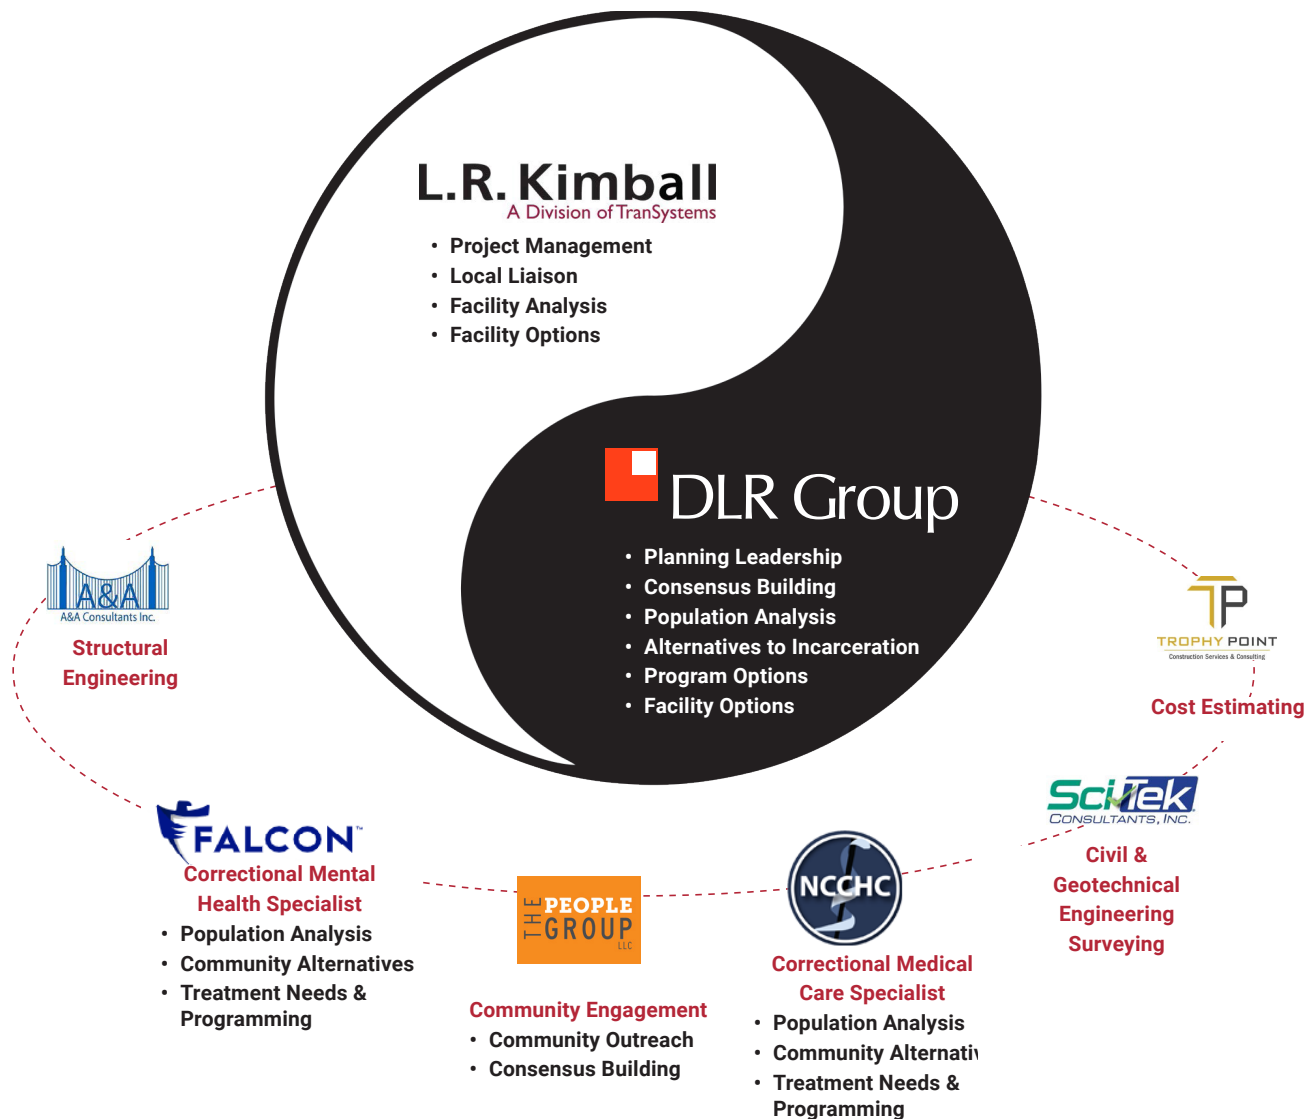 L.R. Kimball
A Division of TranSystems
• Project Management
• Local Liaison
• Facility Analysis
• Facility Options
DLR Group
• Planning Leadership
• Consensus Building
• Population Analysis
• Alternatives to Incarceration
• Program Options
• Facility Options
A&A
A&A Consultants Inc.
Structural
Engineering
TP
TROPHY POINT
Construction Services & Consulting
Cost Estimating
FALCON™
Correctional Mental
Health Specialist
• Population Analysis
• Community Alternatives
• Treatment Needs &
Programming
THE PEOPLE
GROUP
LLC
Community Engagement
• Community Outreach
• Consensus Building
NCCHC
Correctional Medical
Care Specialist
• Population Analysis
• Community Alternativ
• Treatment Needs &
Programming
SciTek
CONSULTANTS, INC.
Civil &
Geotechnical
Engineering
Surveying